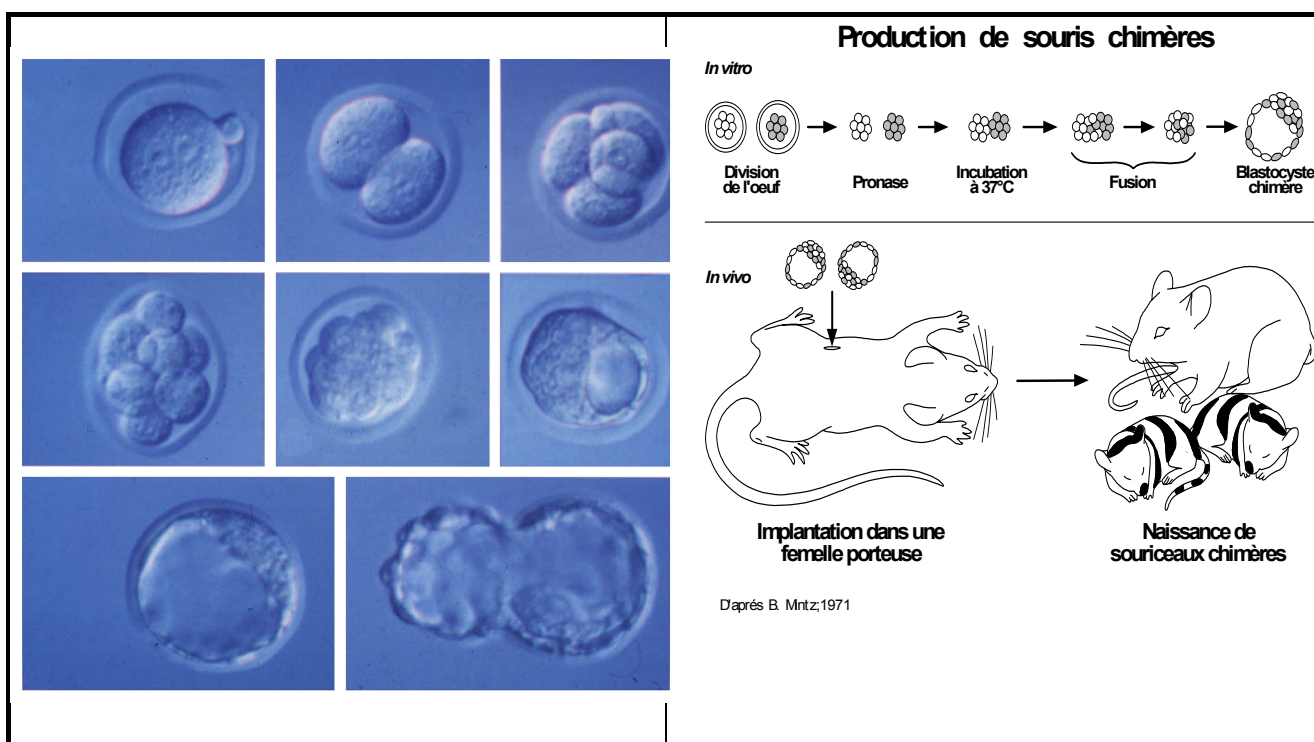 Production de souris chimères
In vitro
Division
de l'oeuf
Pronase
Incubation
à 37°C
Fusion
Blastocyste
chimère
In vivo
Implantation dans une
femelle porteuse
Naissance de
souriceaux chimères
D'aprés B. Mntz;1971